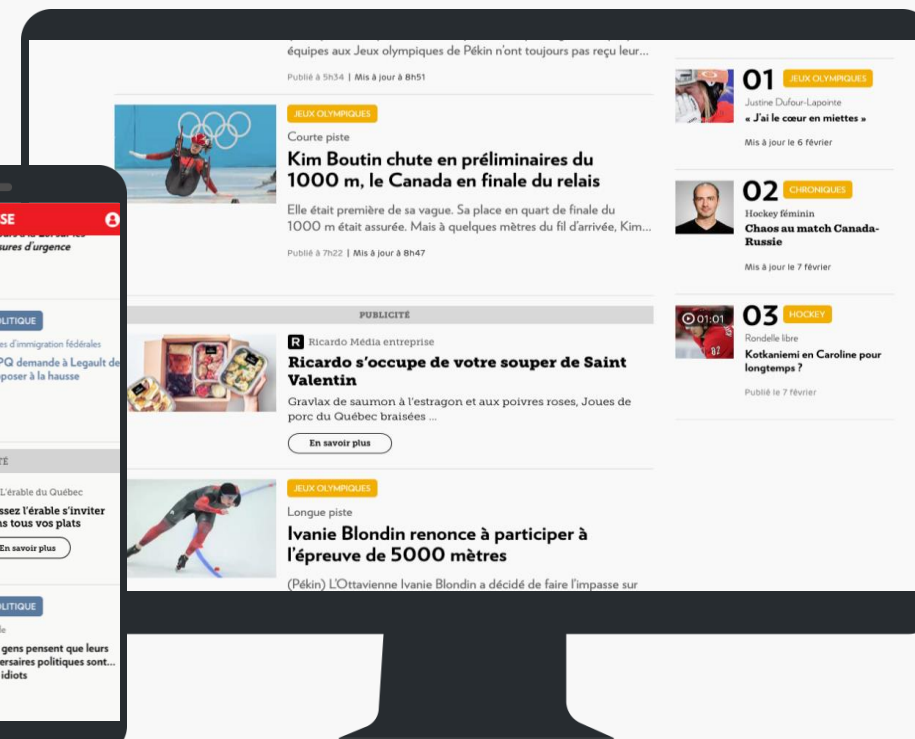 équipes aux Jeux olympiques de Pékin n'ont toujours pas reçu leur...
Publié à 5h34 | Mis à jour à 8h51
JEUX OLYMPIQUES
Courte piste
Kim Boutin chute en préliminaires du
1000 m, le Canada en finale du relais
Elle était première de sa vague. Sa place en quart de finale du
1000 m était assurée. Mais à quelques mètres du fil d'arrivée, Kim...
Publié à 7h22 | Mis à jour à 8h47
PUBLICITÉ
R Ricardo Média entreprise
Ricardo s'occupe de votre souper de Saint
Valentin
Gravlax de saumon à l'estragon et aux poivres roses, Joues de
porc du Québec braisées ...
En savoir plus
JEUX OLYMPIQUES
Longue piste
Ivanie Blondin renonce à participer à
l'épreuve de 5000 mètres
(Pékin) L'Ottavienne Ivanie Blondin a décidé de faire l'impasse sur
01 JEUX OLYMPIQUES
Justine Dufour-Lapointe
« J'ai le cœur en miettes »
Mis à jour le 6 février
02 CHRONIQUES
Hockey féminin
Chaos au match Canada-
Russie
Mis à jour le 7 février
01:01
82
03 HOCKEY
Rondelle libre
Kotkaniemi en Caroline pour
longtemps ?
Publié le 7 février
SSE
sures d'urgence
LITIQUE
es d'immigration fédérales
PQ demande à Legault de
poser à la hausse
TÉ
L'érable du Québec
ssez l'érable s'inviter
ns tous vos plats
En savoir plus
LITIQUE
le
gens pensent que leurs
ersaires politiques sont...
idiots